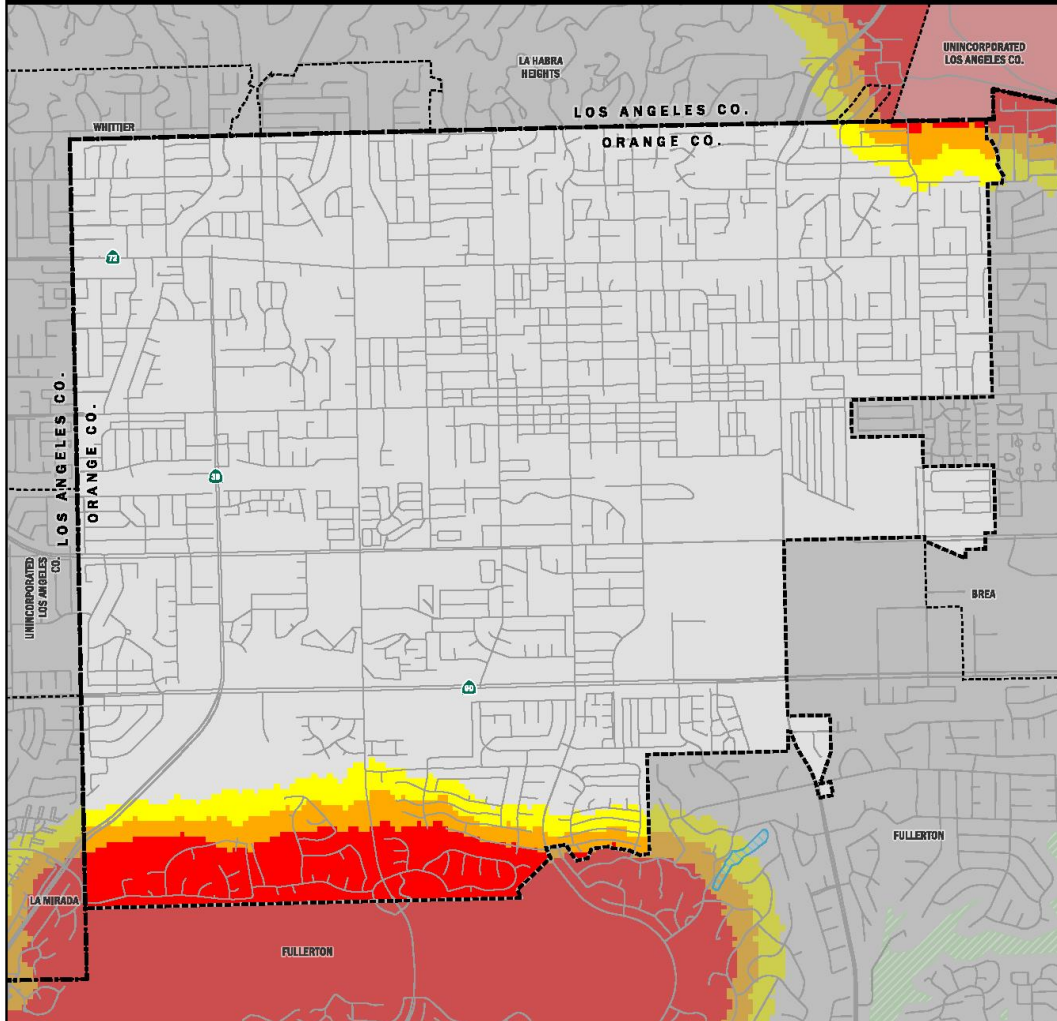 UNINCORPORATED
LOS ANGELES CO.
LA HABRA
HEIGHTS
LOS ANGELES CO.
WHITTIER
ORANGE CO.
72
LOS ANGELES CO.
ORANGE CO.
UNINCORPORATED
LOS ANGELES
CO.
BREA
90
FULLERTON
LA MIRADA
FULLERTON